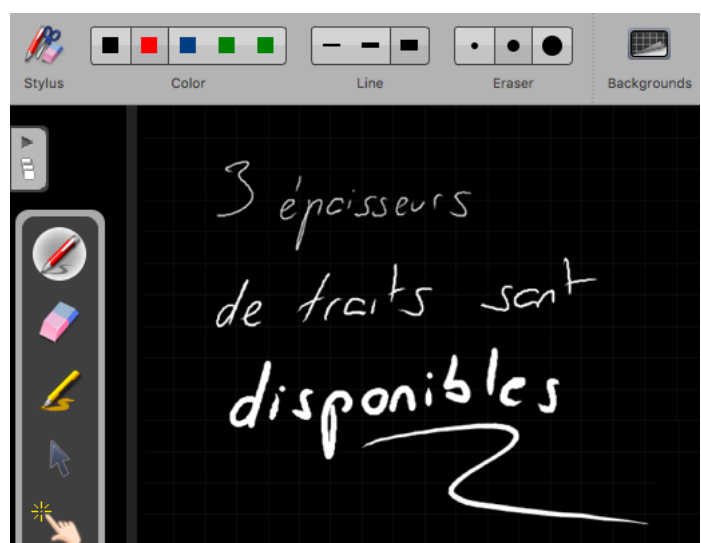 Stylus Color Line Eraser Backgrounds
3 épaisseurs
de traits sont
disponibles